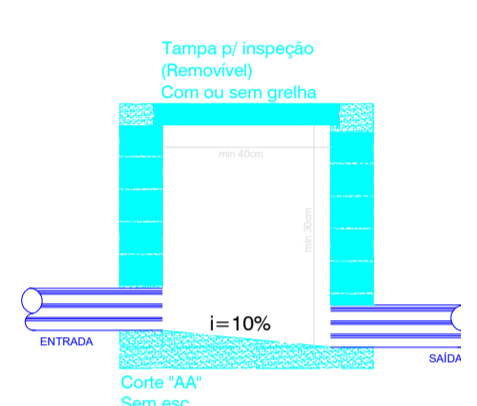 Tampa p/ inspeção
(Removível)
Com ou sem grelha
min 40cm
min 30cm
i=10%
ENTRADA
SAÍDA
Corte "AA"
Sem esc